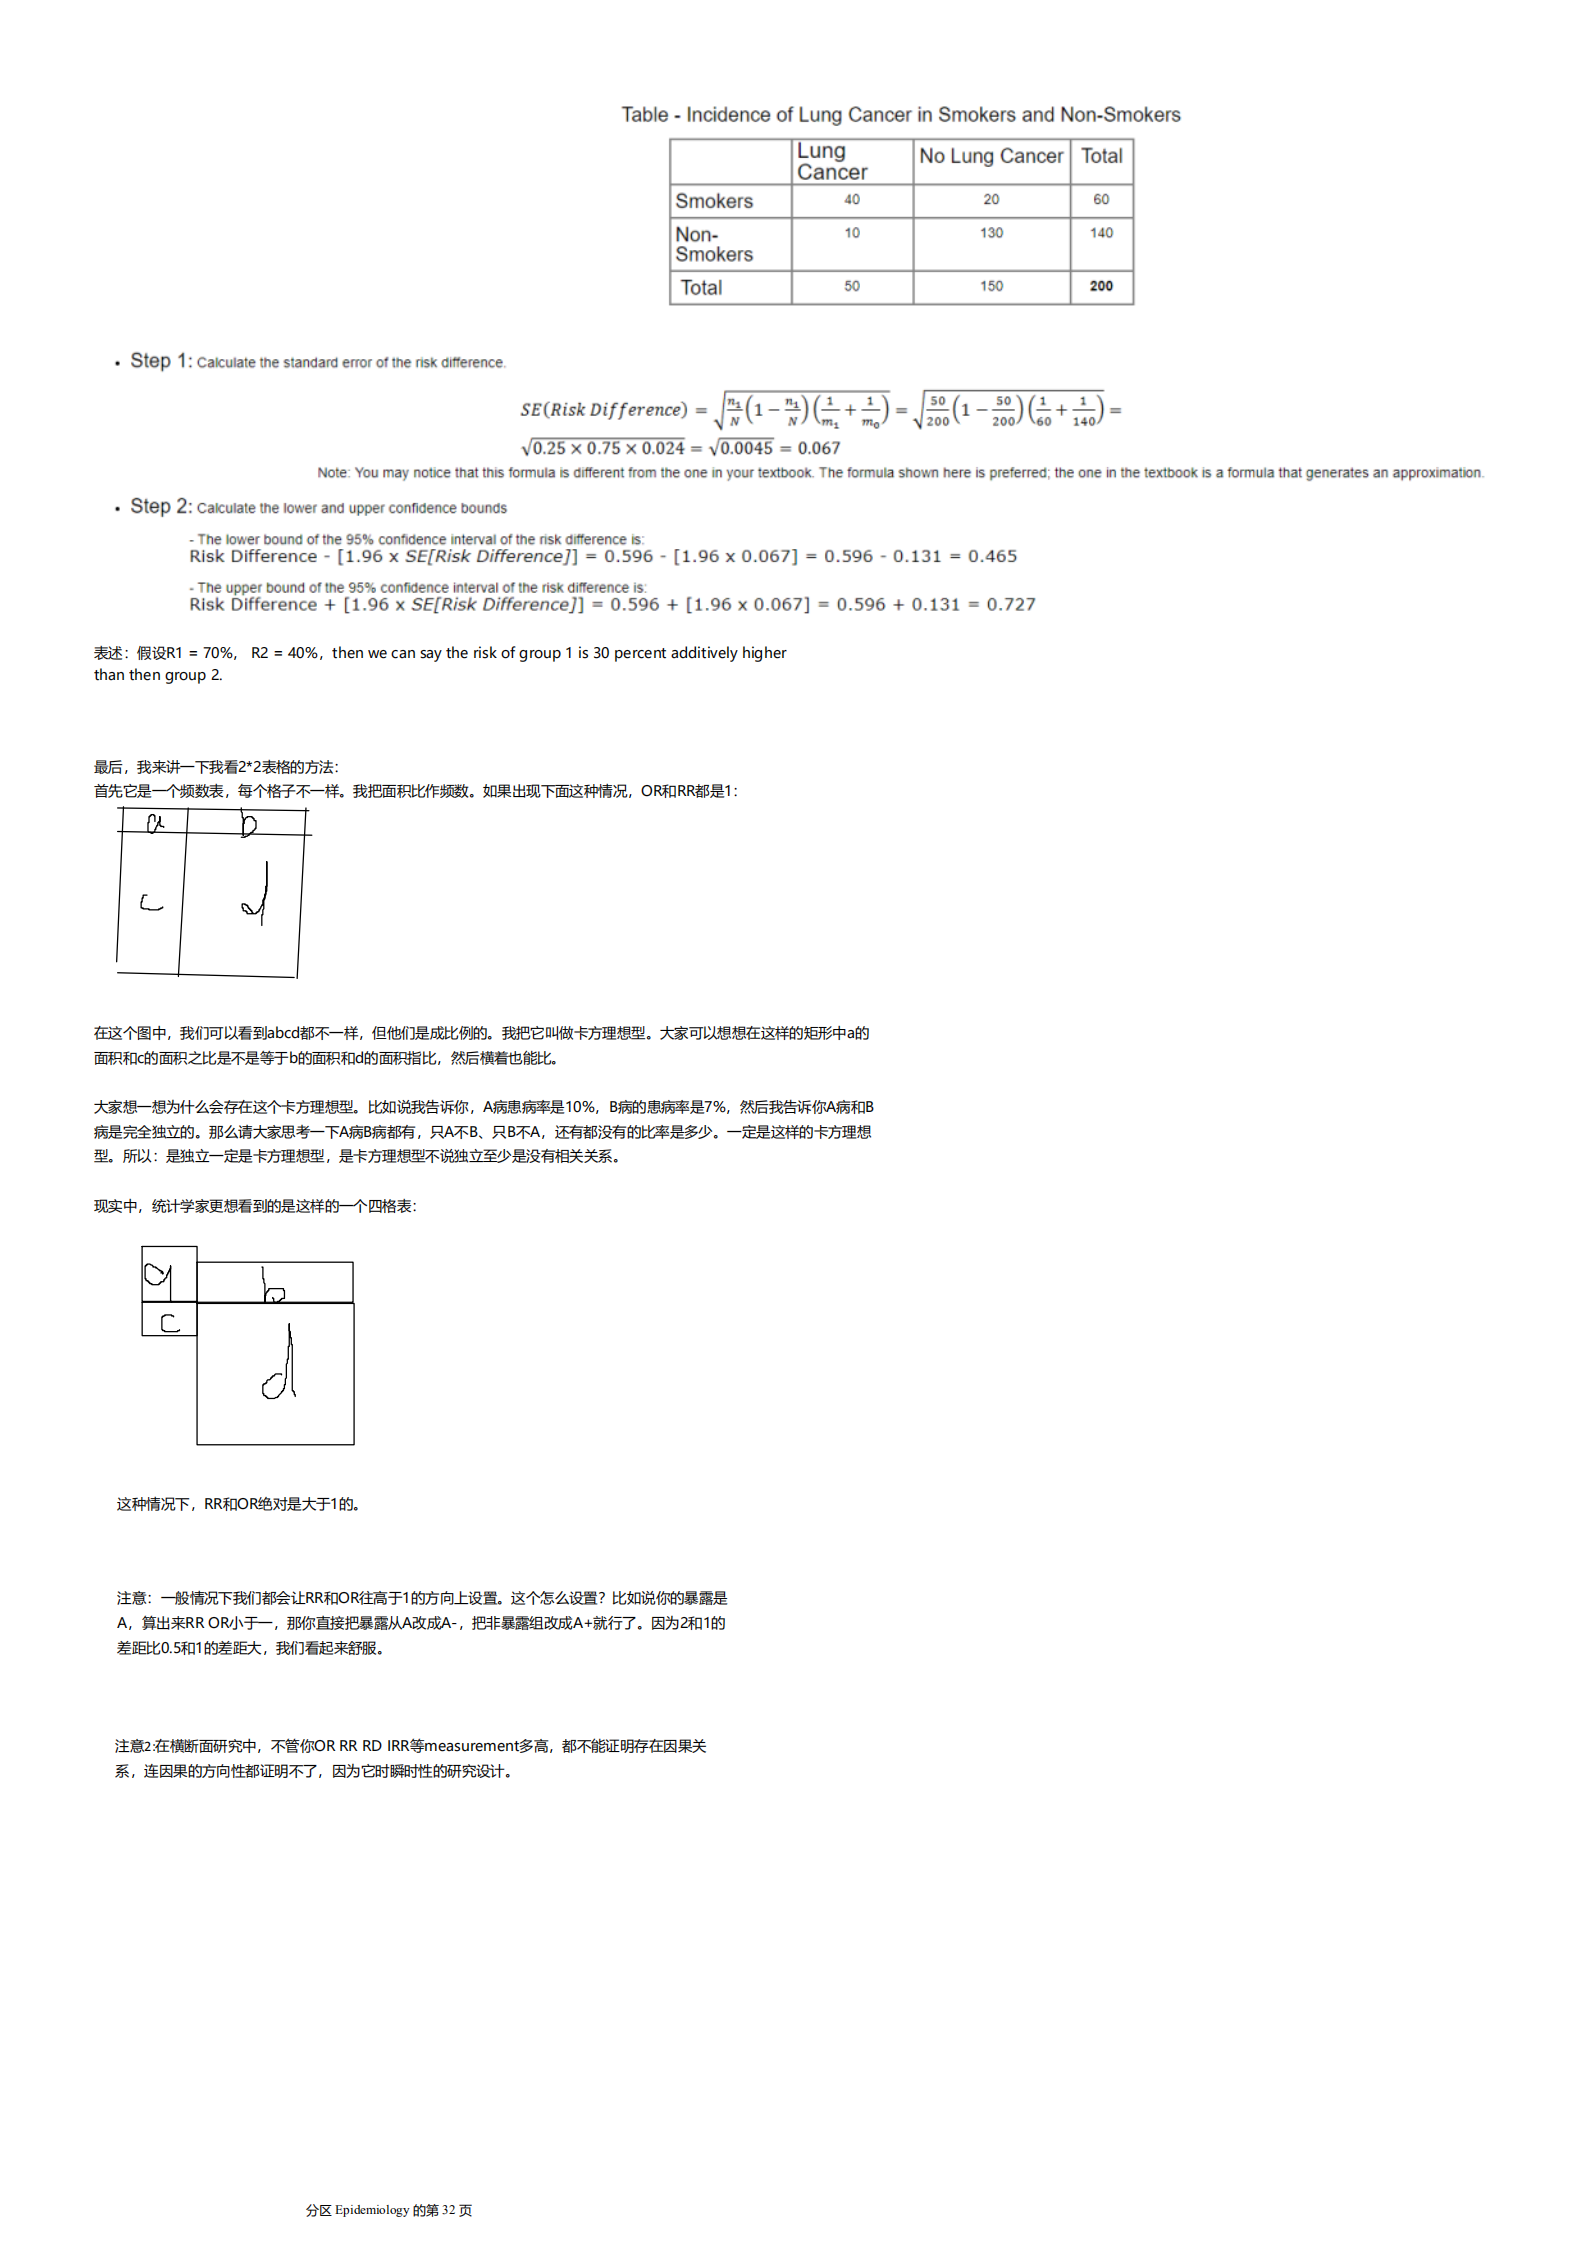 Table - Incidence of Lung Cancer in Smokers and Non-Smokers
Lung Cancer	No Lung Cancer	Total
Smokers	40	20	60
Non-Smokers	10	130	140
Total	50	150	200
• Step 1: Calculate the standard error of the risk difference.
SE(Risk Difference) = √(n₁/N (1 − n₁/N)(1/m₁ + 1/m₀)) = √(50/200 (1 − 50/200)(1/60 + 1/140)) =
√(0.25 × 0.75 × 0.024) = √0.0045 = 0.067
Note: You may notice that this formula is different from the one in your textbook. The formula shown here is preferred; the one in the textbook is a formula that generates an approximation.
• Step 2: Calculate the lower and upper confidence bounds
- The lower bound of the 95% confidence interval of the risk difference is:
Risk Difference - [1.96 x SE[Risk Difference]] = 0.596 - [1.96 x 0.067] = 0.596 - 0.131 = 0.465
- The upper bound of the 95% confidence interval of the risk difference is:
Risk Difference + [1.96 x SE[Risk Difference]] = 0.596 + [1.96 x 0.067] = 0.596 + 0.131 = 0.727
表述：假设R1 = 70%， R2 = 40%，then we can say the risk of group 1 is 30 percent additively higher
than then group 2.
最后，我来讲一下我看2*2表格的方法：
首先它是一个频数表，每个格子不一样。我把面积比作频数。如果出现下面这种情况，OR和RR都是1：
a b
c d
在这个图中，我们可以看到abcd都不一样，但他们是成比例的。我把它叫做卡方理想型。大家可以想想在这样的矩形中a的
面积和c的面积之比是不是等于b的面积和d的面积指比，然后横着也能比。
大家想一想为什么会存在这个卡方理想型。比如说我告诉你，A病患病率是10%，B病的患病率是7%，然后我告诉你A病和B
病是完全独立的。那么请大家思考一下A病B病都有，只A不B、只B不A，还有都没有的比率是多少。一定是这样的卡方理想
型。所以：是独立一定是卡方理想型，是卡方理想型不说独立至少是没有相关关系。
现实中，统计学家更想看到的是这样的一个四格表：
a b
c d
这种情况下，RR和OR绝对是大于1的。
注意：一般情况下我们都会让RR和OR往高于1的方向上设置。这个怎么设置？比如说你的暴露是
A，算出来RR OR小于一，那你直接把暴露从A改成A-，把非暴露组改成A+就行了。因为2和1的
差距比0.5和1的差距大，我们看起来舒服。
注意2:在横断面研究中，不管你OR RR RD IRR等measurement多高，都不能证明存在因果关
系，连因果的方向性都证明不了，因为它时瞬时性的研究设计。
分区 Epidemiology 的第 32 页